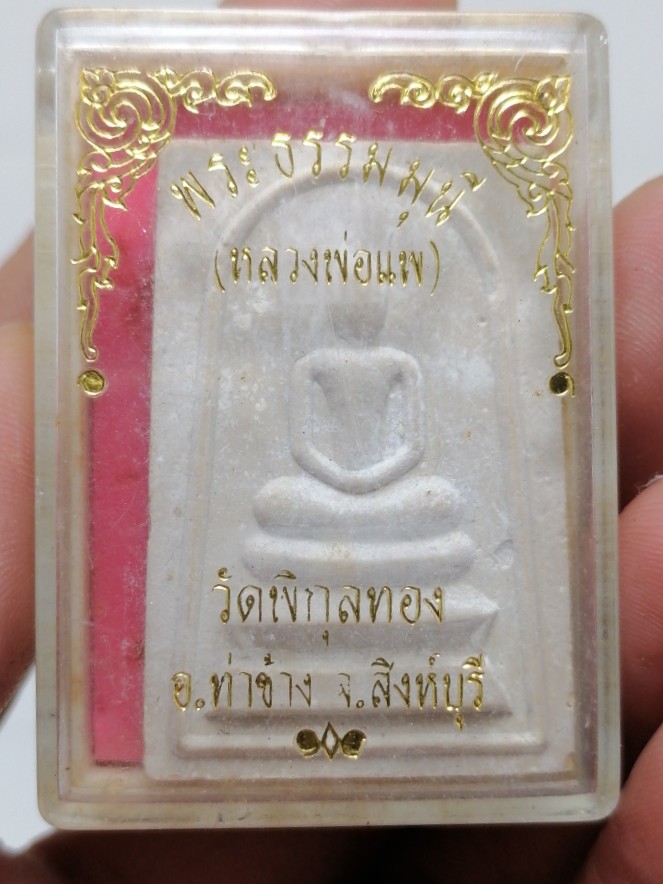 พระธรรมมุนี
(หลวงพ่อแพ)
วัดพิกุลทอง
อ.ท่าช้าง จ.สิงห์บุรี